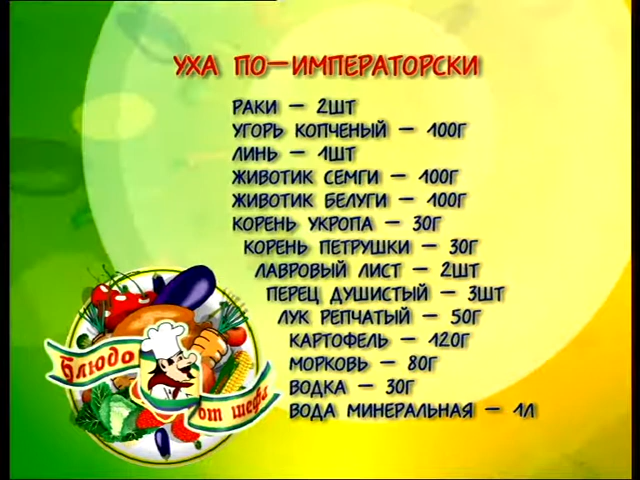 УХА ПО-ИМПЕРАТОРСКИ
РАКИ - 2ШТ
УГОРЬ КОПЧЕНЫЙ - 100Г
ЛИНЬ - 1ШТ
ЖИВОТИК СЕМГИ - 100Г
ЖИВОТИК БЕЛУГИ - 100Г
КОРЕНЬ УКРОПА - 30Г
КОРЕНЬ ПЕТРУШКИ - 30Г
ЛАВРОВЫЙ ЛИСТ - 2ШТ
ПЕРЕЦ ДУШИСТЫЙ - 3ШТ
ЛУК РЕПЧАТЫЙ - 50Г
КАРТОФЕЛЬ - 120Г
МОРКОВЬ - 80Г
ВОДКА - 30Г
ВОДА МИНЕРАЛЬНАЯ - 1Л
Блюдо
от шефа